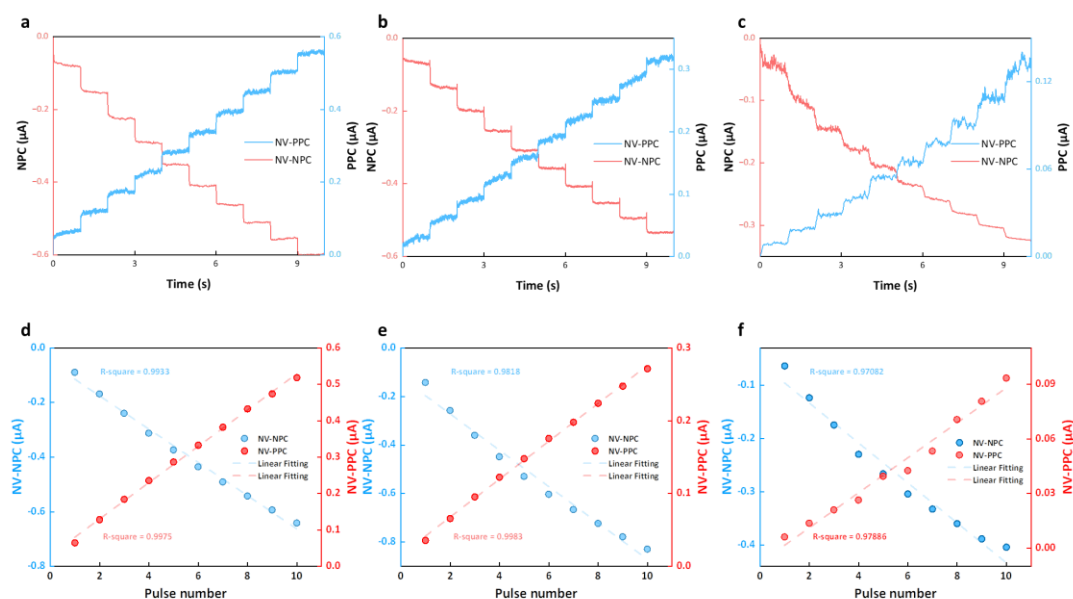 a
0.0
−0.2
−0.4
−0.6
NPC (μA)
0.6
0.4
0.2
0.0
PPC (μA)
NV-PPC
NV-NPC
0
3
6
9
Time (s)
b
0.0
−0.2
−0.4
−0.6
NPC (μA)
0.3
0.2
0.1
0.0
PPC (μA)
NV-PPC
NV-NPC
0
3
6
9
Time (s)
c
0.0
−0.1
−0.2
−0.3
NPC (μA)
0.12
0.06
0.00
PPC (μA)
NV-PPC
NV-NPC
0
3
6
9
Time (s)
d
0.0
-0.2
-0.4
-0.6
-0.8
NV-NPC (μA)
0.6
0.5
0.4
0.3
0.2
0.1
0.0
NV-PPC (μA)
R-square = 0.9933
NV-NPC
NV-PPC
Linear Fitting
Linear Fitting
R-square = 0.9975
0
2
4
6
8
10
Pulse number
e
0.0
-0.2
-0.4
-0.6
-0.8
NV-NPC (μA)
0.3
0.2
0.1
0.0
NV-PPC (μA)
R-square = 0.9818
NV-NPC
NV-PPC
Linear Fitting
Linear Fitting
R-square = 0.9983
0
2
4
6
8
10
Pulse number
f
-0.1
-0.2
-0.3
-0.4
NV-NPC (μA)
0.09
0.06
0.03
0.00
NV-PPC (μA)
R-square = 0.97082
NV-NPC
NV-PPC
Linear Fitting
Linear Fitting
R-square = 0.97886
0
2
4
6
8
10
Pulse number